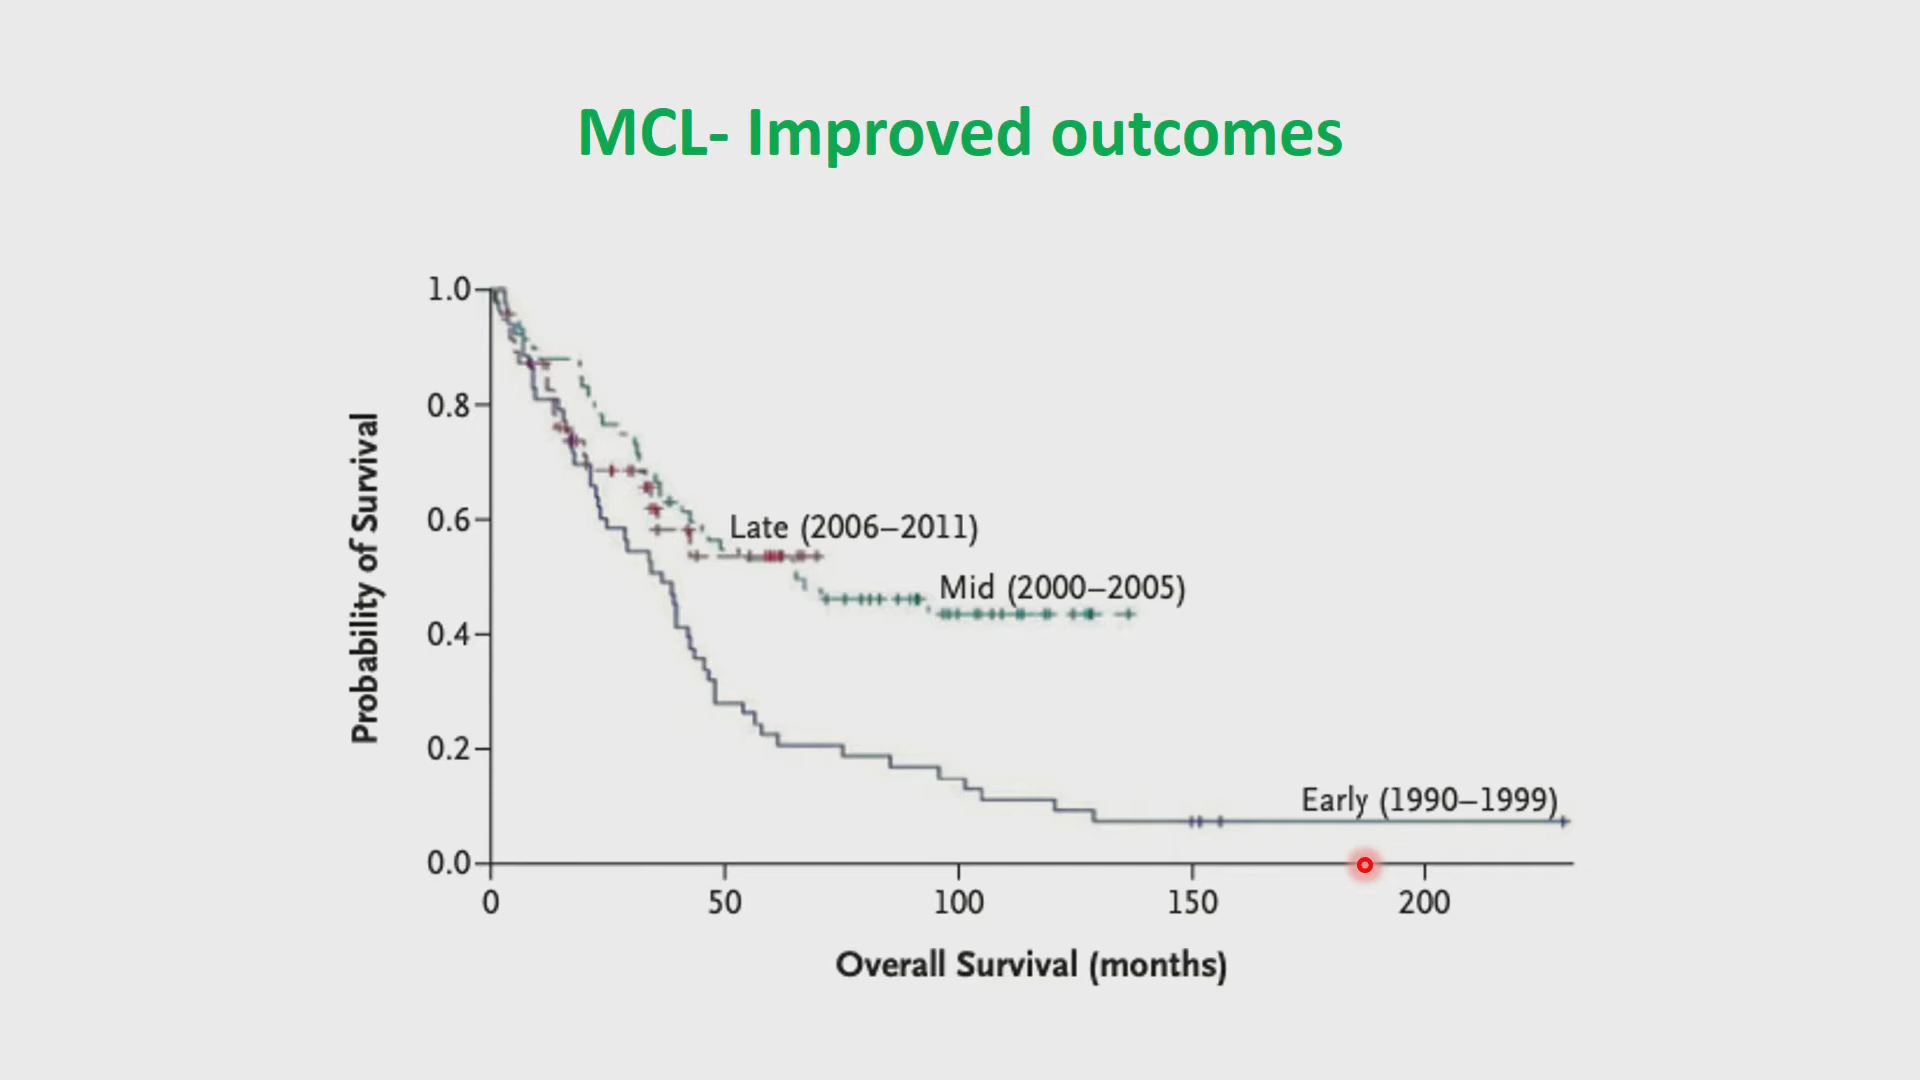 MCL- Improved outcomes
1.0
0.8
0.6
0.4
0.2
0.0
Probability of Survival
Late (2006–2011)
Mid (2000–2005)
Early (1990–1999)
0 50 100 150 200
Overall Survival (months)